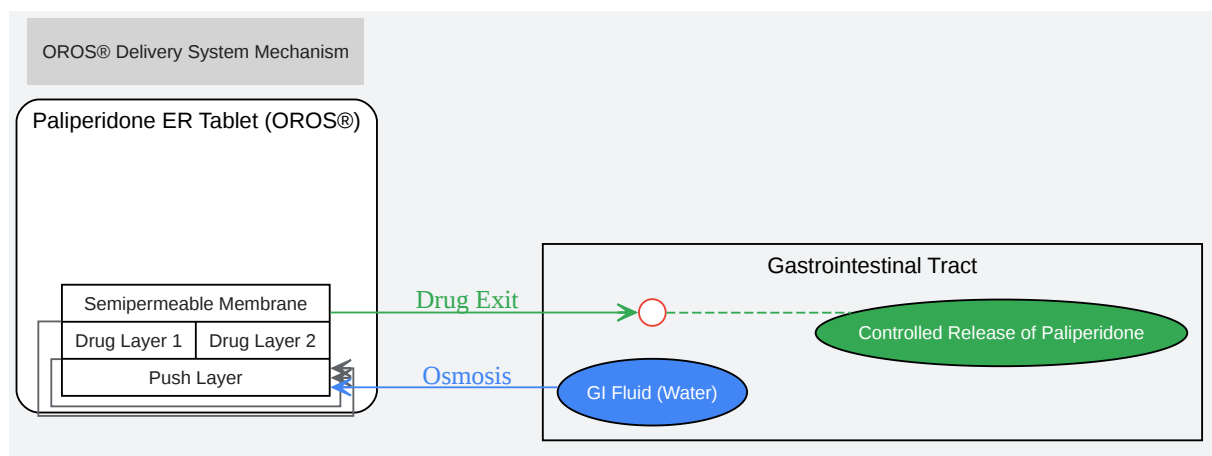 OROS® Delivery System Mechanism
Paliperidone ER Tablet (OROS®)
Semipermeable Membrane
Drug Layer 1
Drug Layer 2
Push Layer
Drug Exit
Osmosis
Gastrointestinal Tract
Controlled Release of Paliperidone
GI Fluid (Water)